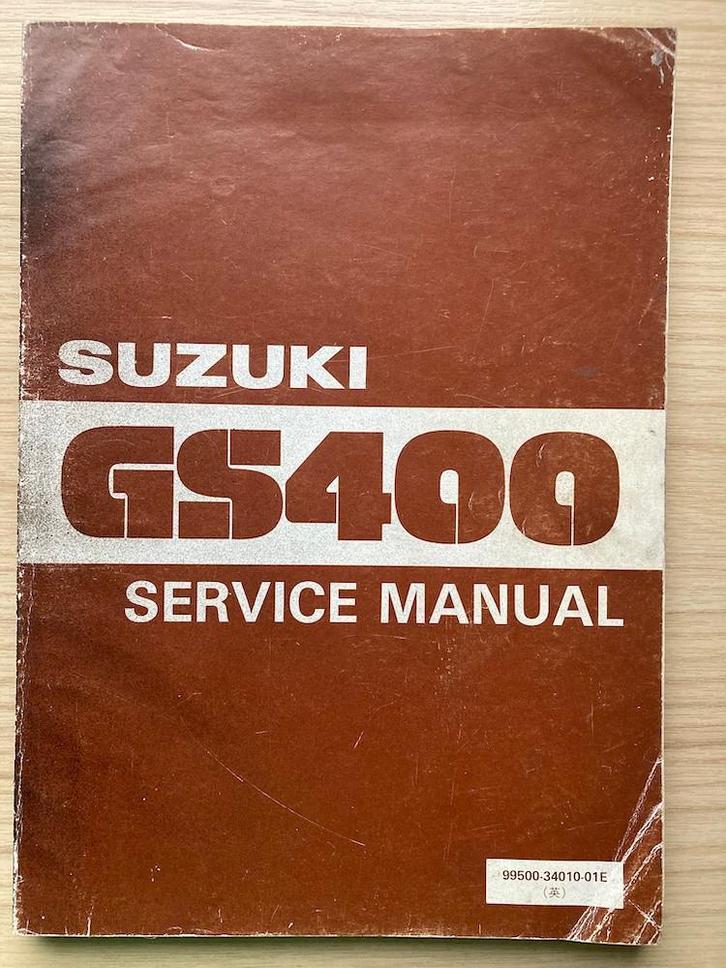 SUZUKI
GS400
SERVICE MANUAL
99500-34010-01E
(英)